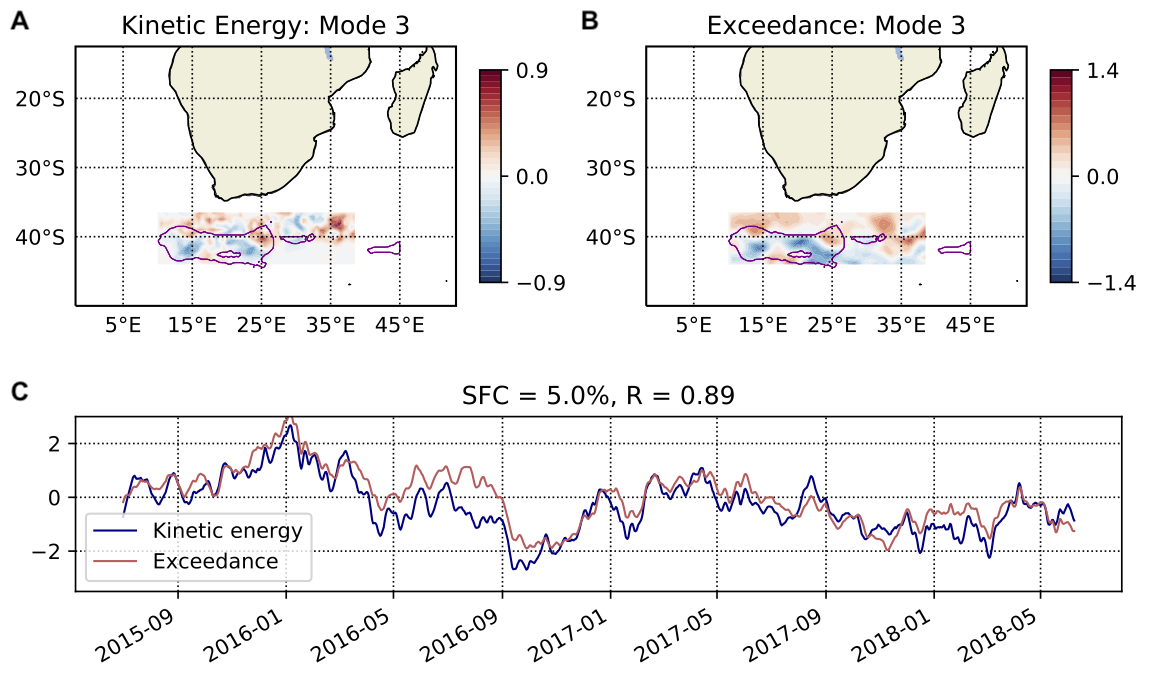 A
Kinetic Energy: Mode 3
B
Exceedance: Mode 3
20°S
30°S
40°S
5°E 15°E 25°E 35°E 45°E
0.9
0.0
−0.9
20°S
30°S
40°S
5°E 15°E 25°E 35°E 45°E
1.4
0.0
−1.4
C
SFC = 5.0%, R = 0.89
2
0
−2
Kinetic energy
Exceedance
2015-09 2016-01 2016-05 2016-09 2017-01 2017-05 2017-09 2018-01 2018-05